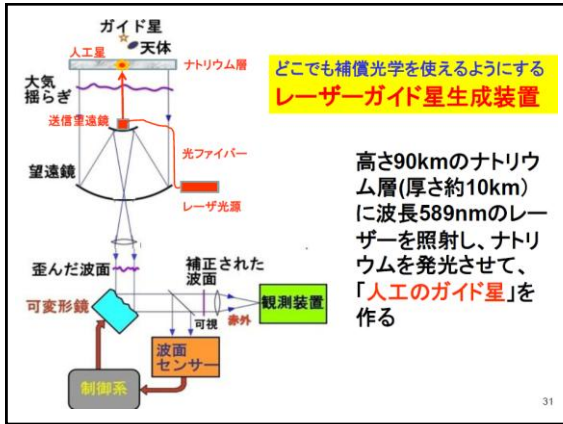 ガイド星
天体
人工星
ナトリウム層
大気
揺らぎ
送信望遠鏡
光ファイバー
望遠鏡
レーザ光源
歪んだ波面
補正された
波面
可変形鏡
観測装置
可視
赤外
波面
センサー
制御系
どこでも補償光学を使えるようにする
レーザーガイド星生成装置
高さ90kmのナトリウ
ム層(厚さ約10km)
に波長589nmのレー
ザーを照射し、ナトリ
ウムを発光させて、
「人工のガイド星」を
作る
31